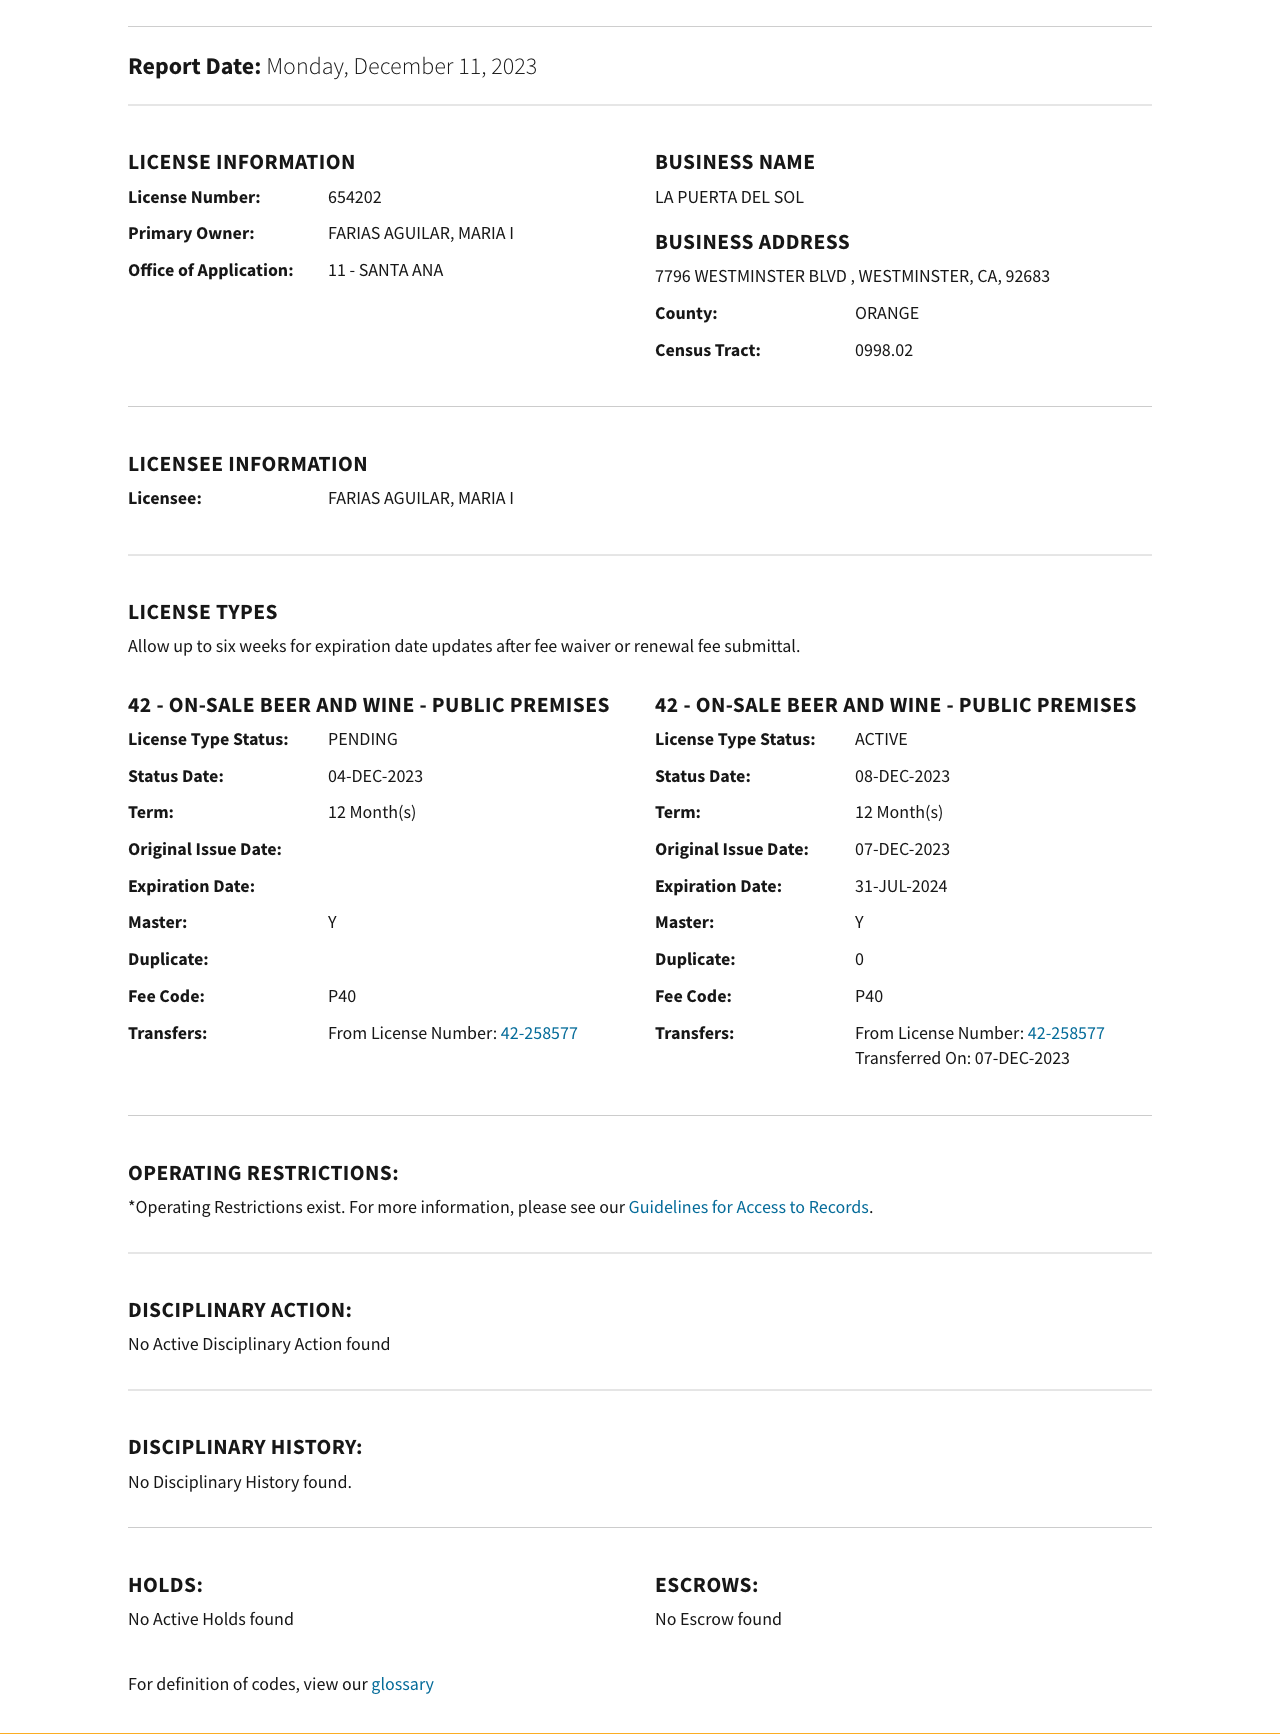 Report Date: Monday, December 11, 2023
LICENSE INFORMATION
License Number: 654202
Primary Owner: FARIAS AGUILAR, MARIA I
Office of Application: 11 - SANTA ANA
BUSINESS NAME
LA PUERTA DEL SOL
BUSINESS ADDRESS
7796 WESTMINSTER BLVD , WESTMINSTER, CA, 92683
County: ORANGE
Census Tract: 0998.02
LICENSEE INFORMATION
Licensee: FARIAS AGUILAR, MARIA I
LICENSE TYPES
Allow up to six weeks for expiration date updates after fee waiver or renewal fee submittal.
42 - ON-SALE BEER AND WINE - PUBLIC PREMISES
License Type Status: PENDING
Status Date: 04-DEC-2023
Term: 12 Month(s)
Original Issue Date:
Expiration Date:
Master: Y
Duplicate:
Fee Code: P40
Transfers: From License Number: 42-258577
42 - ON-SALE BEER AND WINE - PUBLIC PREMISES
License Type Status: ACTIVE
Status Date: 08-DEC-2023
Term: 12 Month(s)
Original Issue Date: 07-DEC-2023
Expiration Date: 31-JUL-2024
Master: Y
Duplicate: 0
Fee Code: P40
Transfers: From License Number: 42-258577
Transferred On: 07-DEC-2023
OPERATING RESTRICTIONS:
*Operating Restrictions exist. For more information, please see our Guidelines for Access to Records.
DISCIPLINARY ACTION:
No Active Disciplinary Action found
DISCIPLINARY HISTORY:
No Disciplinary History found.
HOLDS:
No Active Holds found
ESCROWS:
No Escrow found
For definition of codes, view our glossary